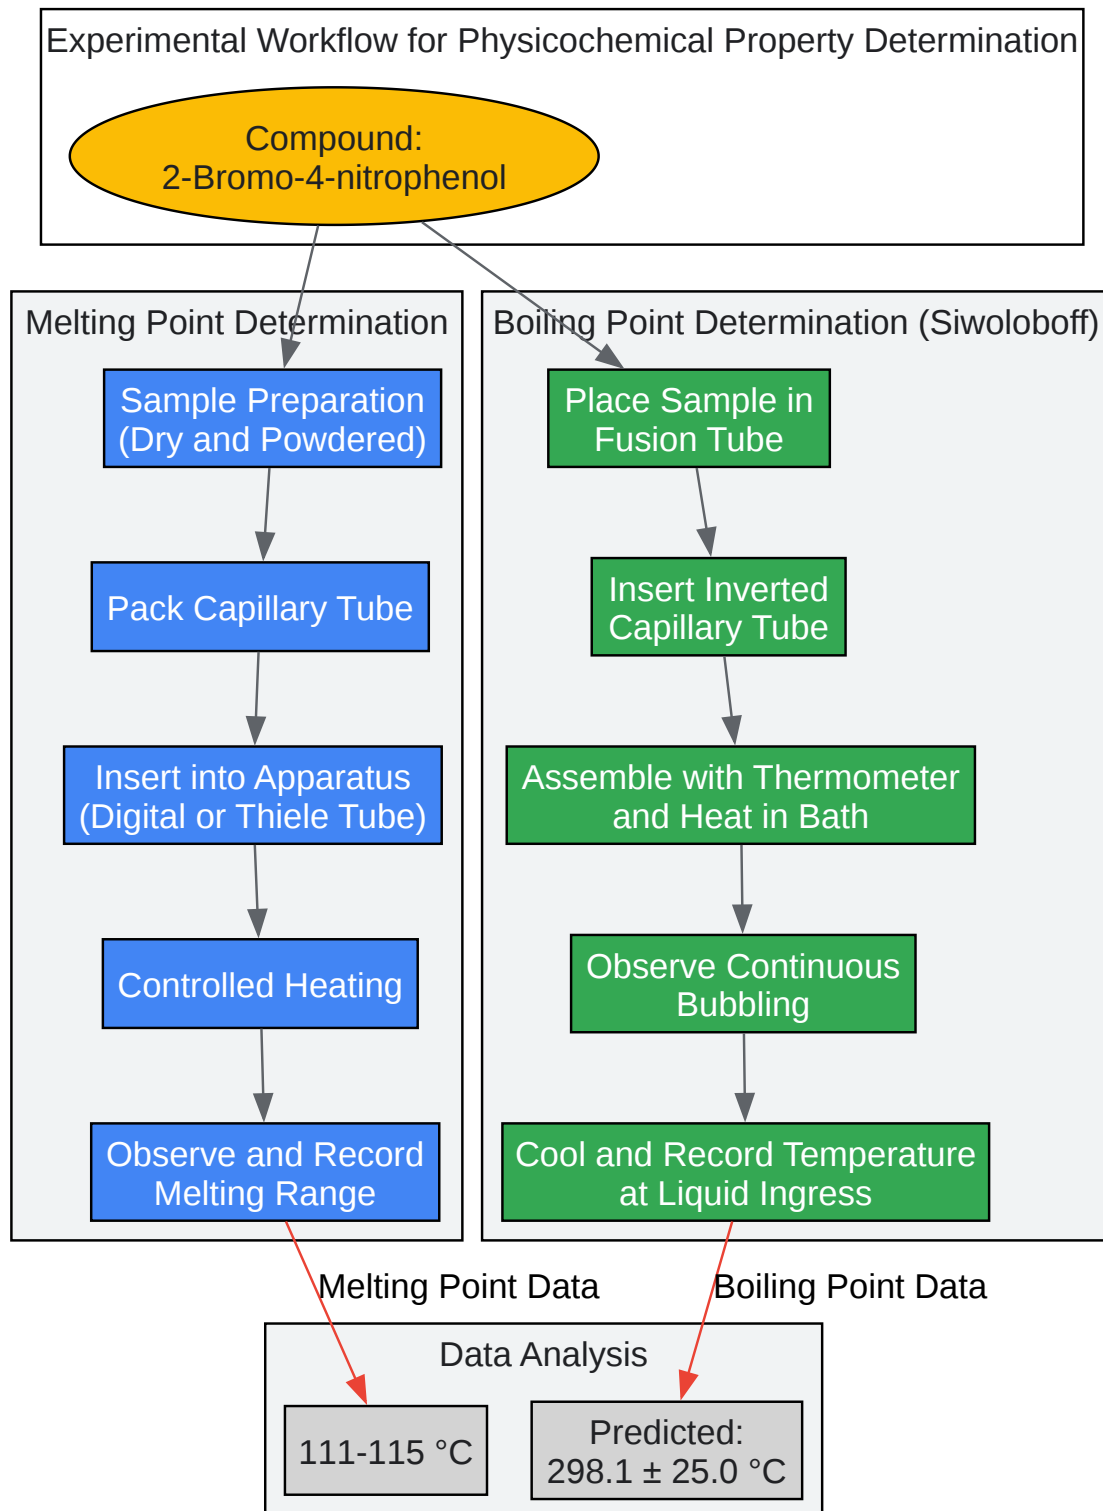 Experimental Workflow for Physicochemical Property Determination
Compound:
2-Bromo-4-nitrophenol
Melting Point Determination
Sample Preparation
(Dry and Powdered)
Pack Capillary Tube
Insert into Apparatus
(Digital or Thiele Tube)
Controlled Heating
Observe and Record
Melting Range
Boiling Point Determination (Siwoloboff)
Place Sample in
Fusion Tube
Insert Inverted
Capillary Tube
Assemble with Thermometer
and Heat in Bath
Observe Continuous
Bubbling
Cool and Record Temperature
at Liquid Ingress
Melting Point Data
Boiling Point Data
Data Analysis
111-115 °C
Predicted:
298.1 ± 25.0 °C